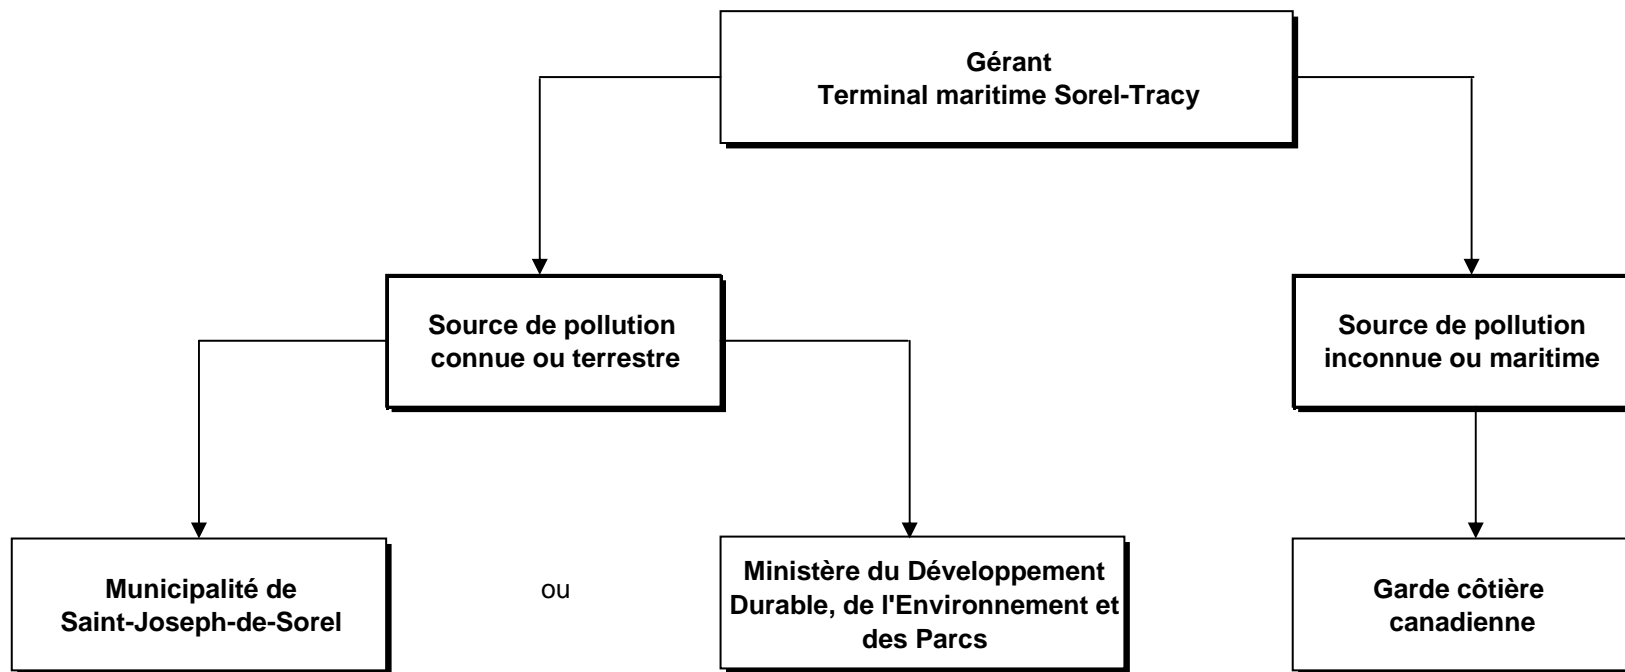 Gérant
Terminal maritime Sorel-Tracy
Source de pollution
connue ou terrestre
Source de pollution
inconnue ou maritime
Municipalité de
Saint-Joseph-de-Sorel
ou
Ministère du Développement
Durable, de l'Environnement et
des Parcs
Garde côtière
canadienne